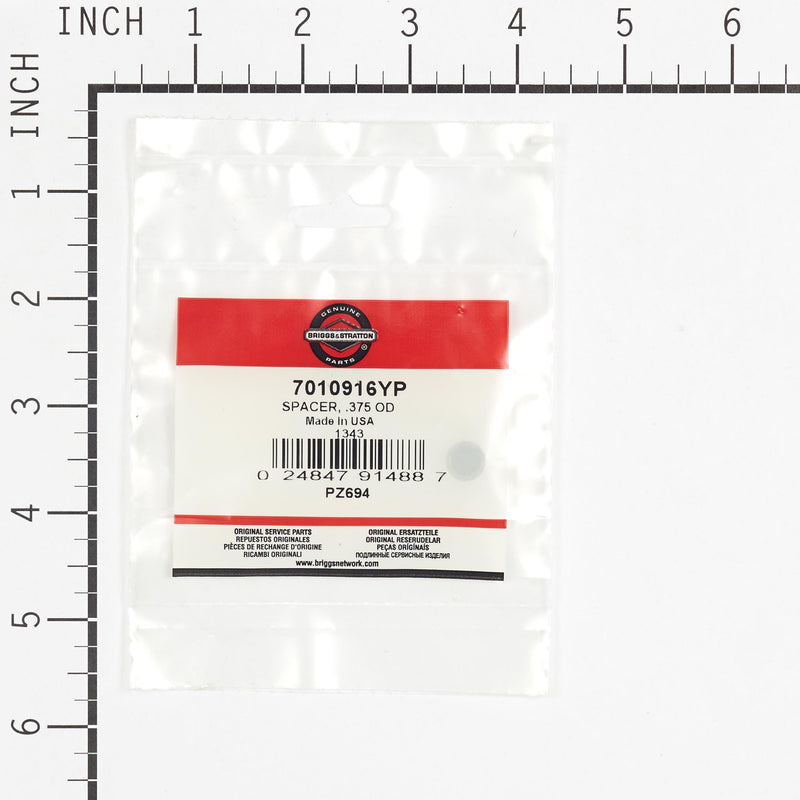 INCH 1 2 3 4 5 6
INCH
1
2
3
4
5
6
GENUINE
BRIGGS & STRATTON
®
PARTS
7010916YP
SPACER, .375 OD
Made in USA
1343
0 24847 91488 7
PZ694
ORIGINAL SERVICE PARTS
REPUESTOS ORIGINALES
PIÈCES DE RECHANGE D'ORIGINE
RICAMBI ORIGINALI
ORIGINAL ERSATZTEILE
ORIGINAL RESERUDELAR
PEÇAS ORIGINAIS
ПОДЛИННЫЕ СЕРВИСНЫЕ ИЗДЕЛИЯ
www.briggsnetwork.com